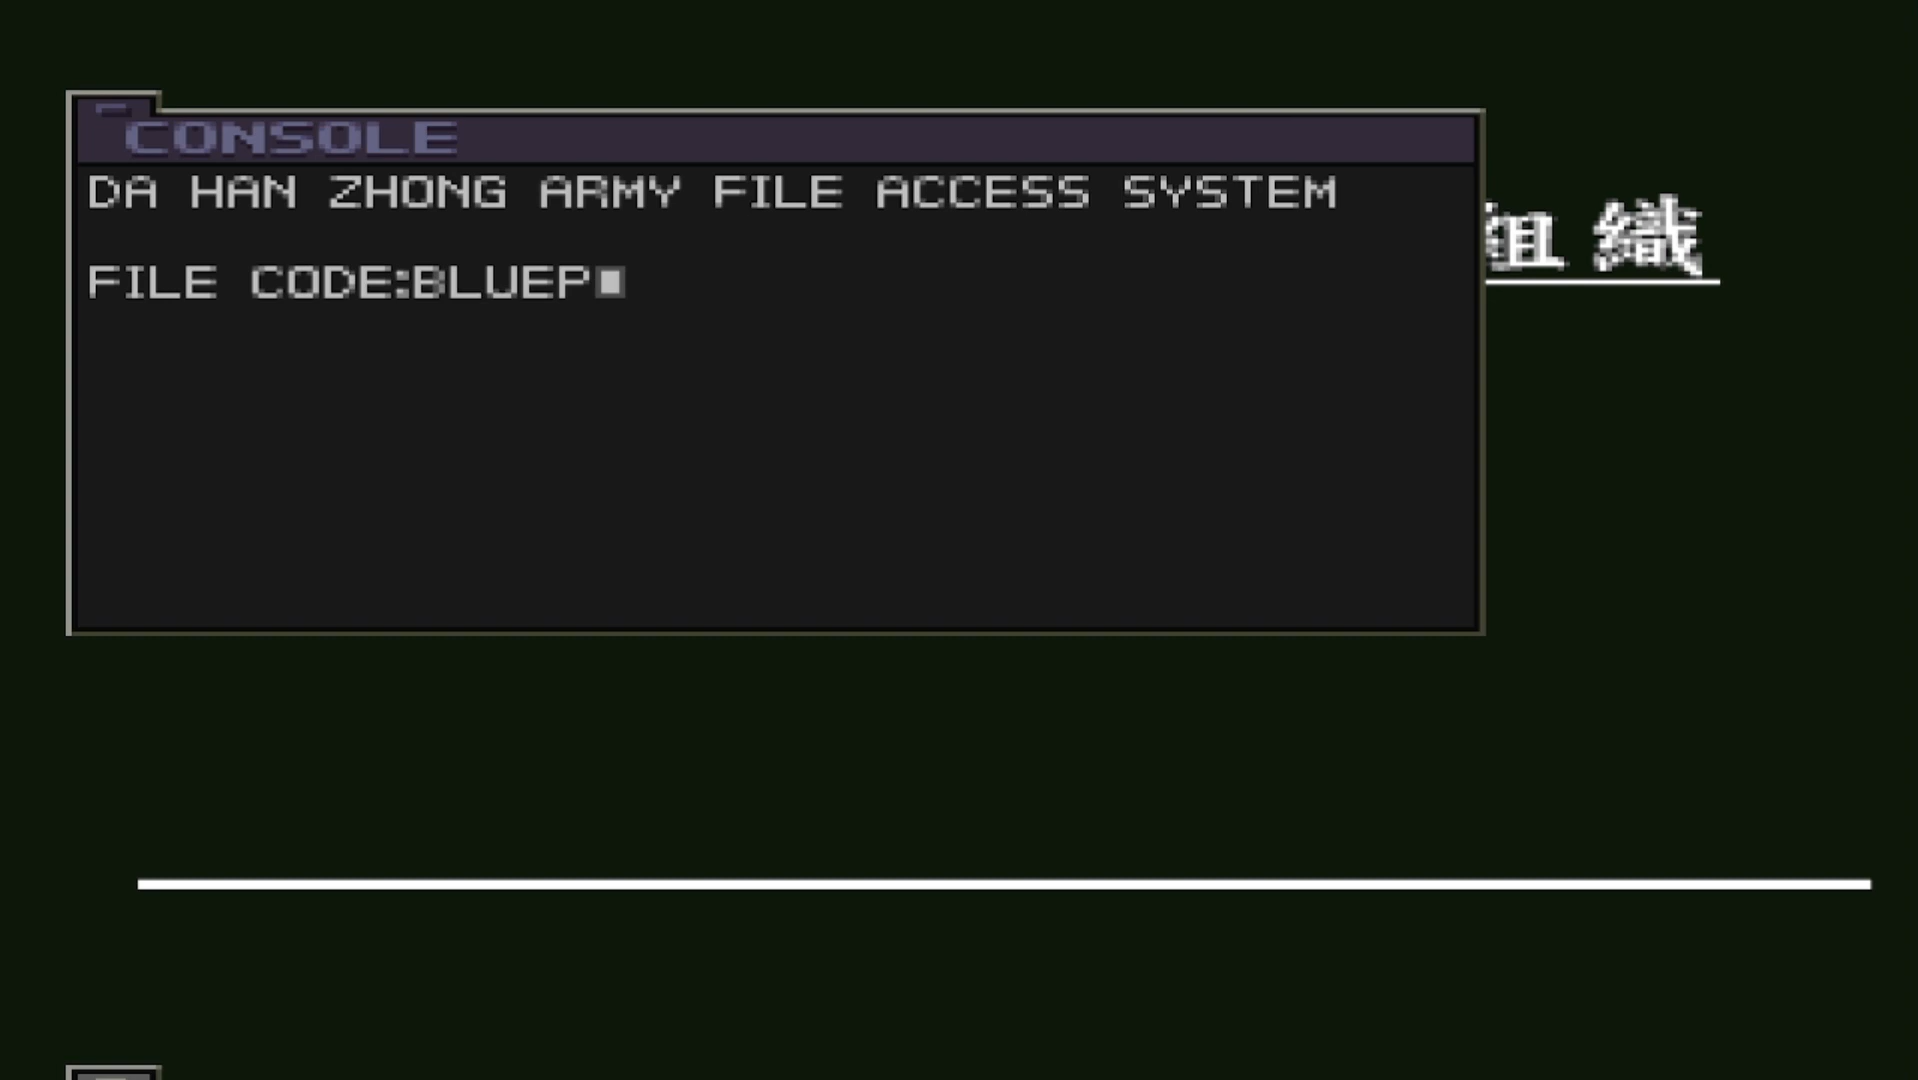 CONSOLE
DA HAN ZHONG ARMY FILE ACCESS SYSTEM
組織
FILE CODE:BLUEP